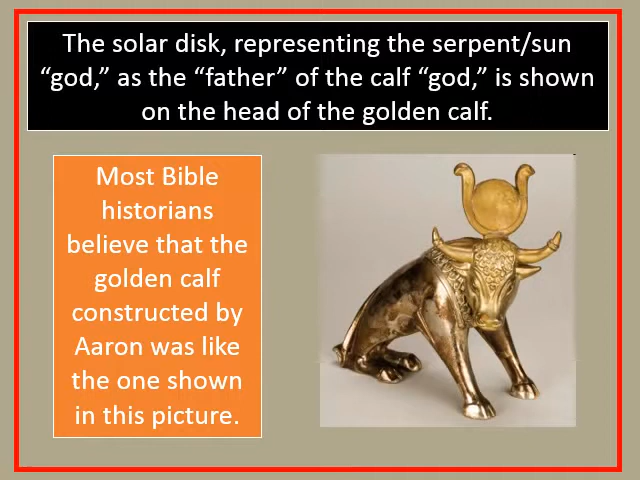 The solar disk, representing the serpent/sun
“god,” as the “father” of the calf “god,” is shown
on the head of the golden calf.
Most Bible
historians
believe that the
golden calf
constructed by
Aaron was like
the one shown
in this picture.